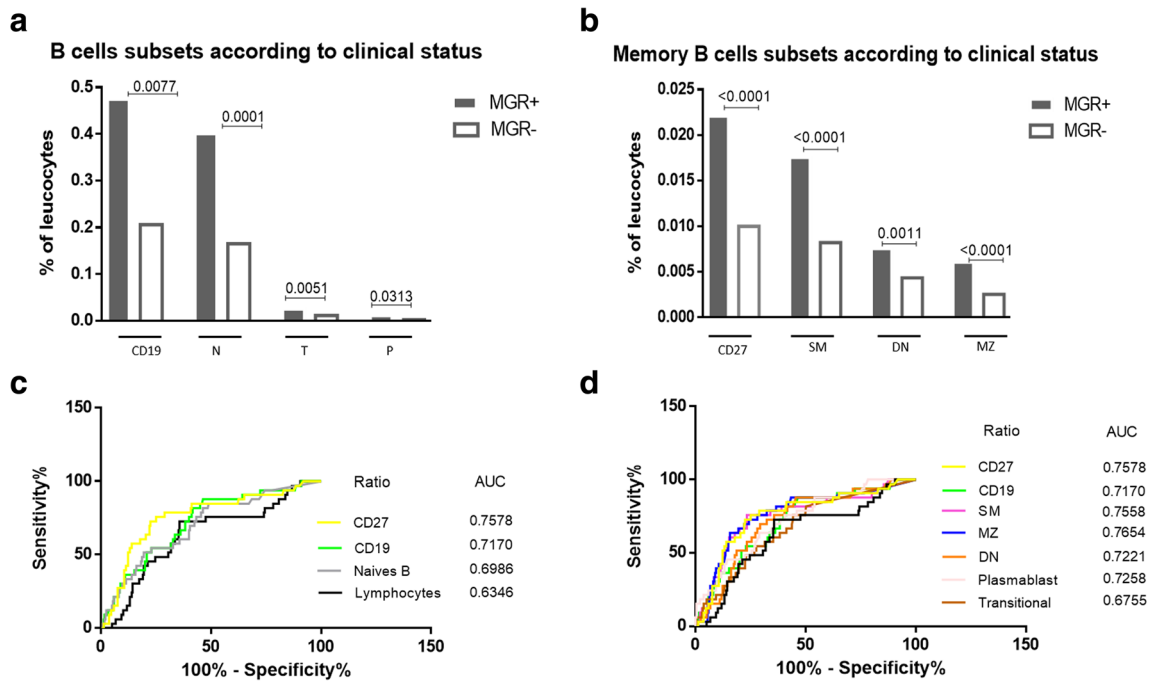 a
B cells subsets according to clinical status
% of leucocytes
0.5
0.4
0.3
0.2
0.1
0.0
0.0077
0.0001
0.0051
0.0313
CD19
N
T
P
MGR+
MGR-
b
Memory B cells subsets according to clinical status
% of leucocytes
0.025
0.020
0.015
0.010
0.005
0.000
<0.0001
<0.0001
0.0011
<0.0001
CD27
SM
DN
MZ
MGR+
MGR-
c
Sensitivity%
150
100
50
0
0
50
100
150
100% - Specificity%
Ratio AUC
CD27 0.7578
CD19 0.7170
Naives B 0.6986
Lymphocytes 0.6346
d
Sensitivity%
150
100
50
0
0
50
100
150
100% - Specificity%
Ratio AUC
CD27 0.7578
CD19 0.7170
SM 0.7558
MZ 0.7654
DN 0.7221
Plasmablast 0.7258
Transitional 0.6755